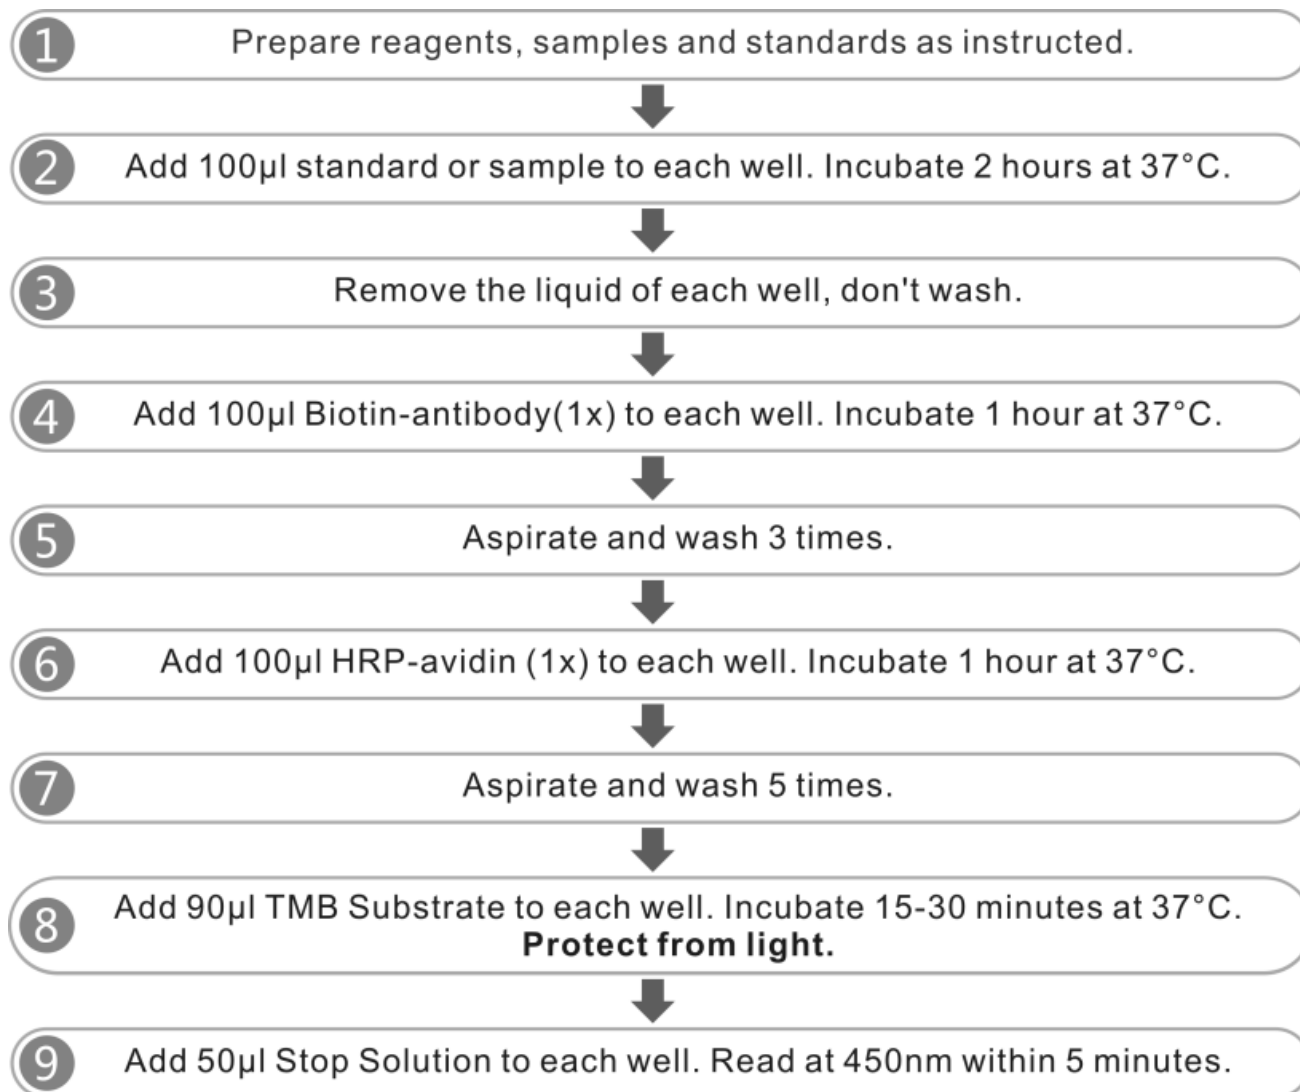 1 Prepare reagents, samples and standards as instructed.
2 Add 100µl standard or sample to each well. Incubate 2 hours at 37°C.
3 Remove the liquid of each well, don't wash.
4 Add 100µl Biotin-antibody(1x) to each well. Incubate 1 hour at 37°C.
5 Aspirate and wash 3 times.
6 Add 100µl HRP-avidin (1x) to each well. Incubate 1 hour at 37°C.
7 Aspirate and wash 5 times.
8 Add 90µl TMB Substrate to each well. Incubate 15-30 minutes at 37°C.
Protect from light.
9 Add 50µl Stop Solution to each well. Read at 450nm within 5 minutes.